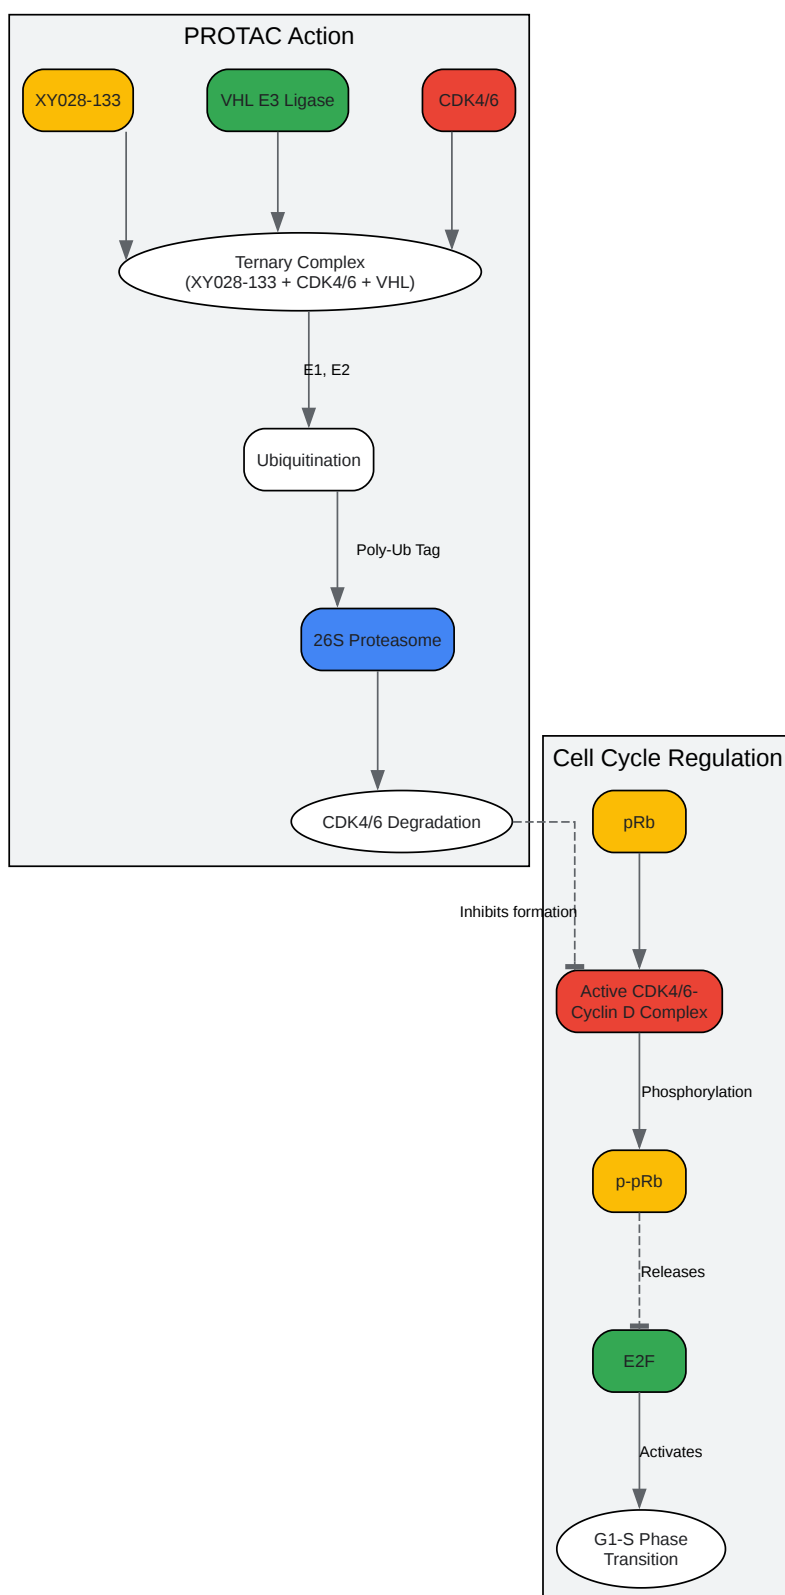 PROTAC Action
XY028-133
VHL E3 Ligase
CDK4/6
Ternary Complex
(XY028-133 + CDK4/6 + VHL)
E1, E2
Ubiquitination
Poly-Ub Tag
26S Proteasome
CDK4/6 Degradation
Cell Cycle Regulation
pRb
Inhibits formation
Active CDK4/6-
Cyclin D Complex
Phosphorylation
p-pRb
Releases
E2F
Activates
G1-S Phase
Transition